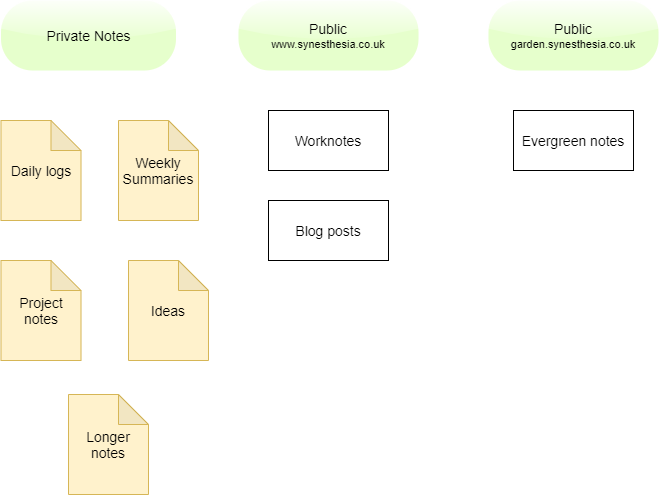 Private Notes
Public
www.synesthesia.co.uk
Public
garden.synesthesia.co.uk
Daily logs
Weekly
Summaries
Worknotes
Evergreen notes
Blog posts
Project
notes
Ideas
Longer
notes